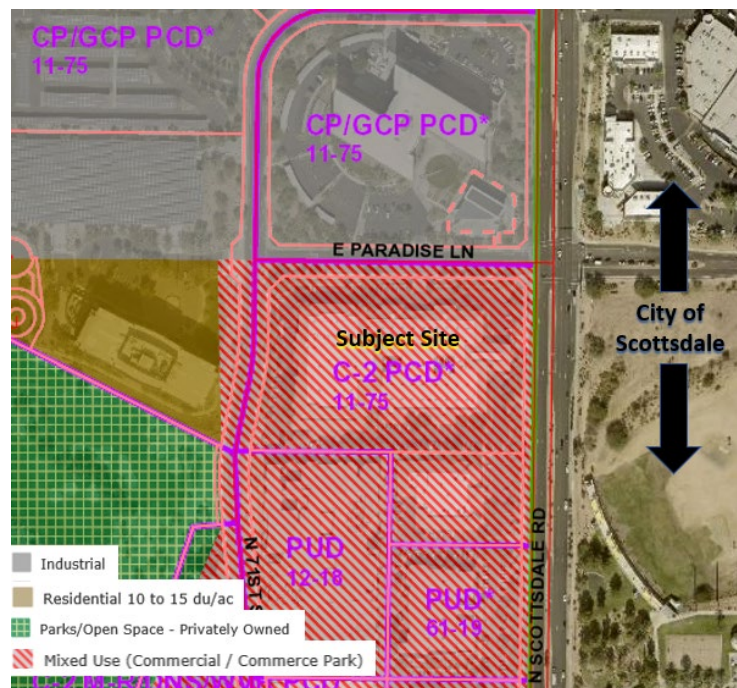 CP/GCP PCD*
11-75
CP/GCP PCD*
11-75
E PARADISE LN
Subject Site
C-2 PCD*
11-75
City of
Scottsdale
PUD
12-18
PUD*
61-19
N 71ST S
N SCOTTSDALE RD
Industrial
Residential 10 to 15 du/ac
Parks/Open Space - Privately Owned
Mixed Use (Commercial / Commerce Park)